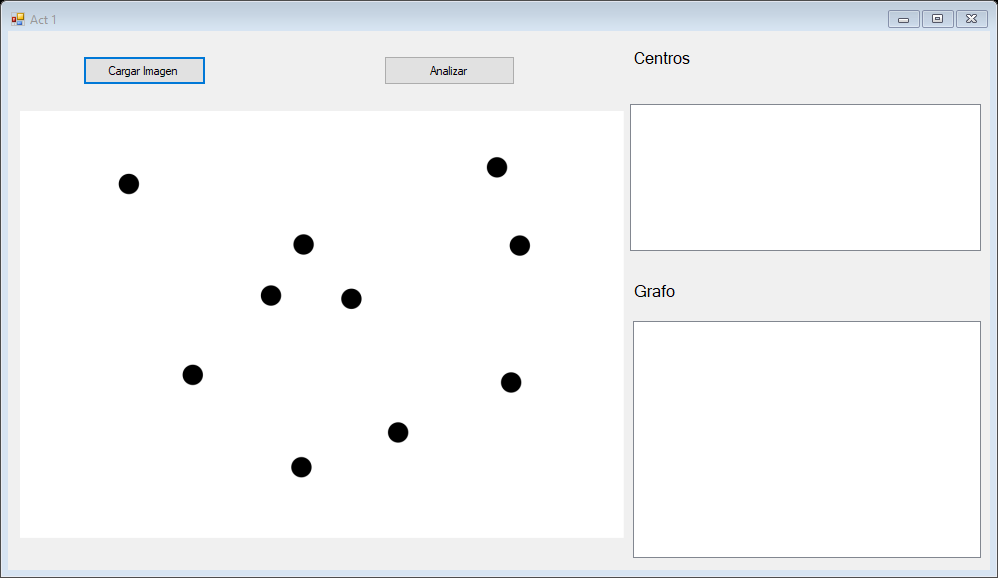 Act 1
Cargar Imagen
Analizar
Centros
Grafo